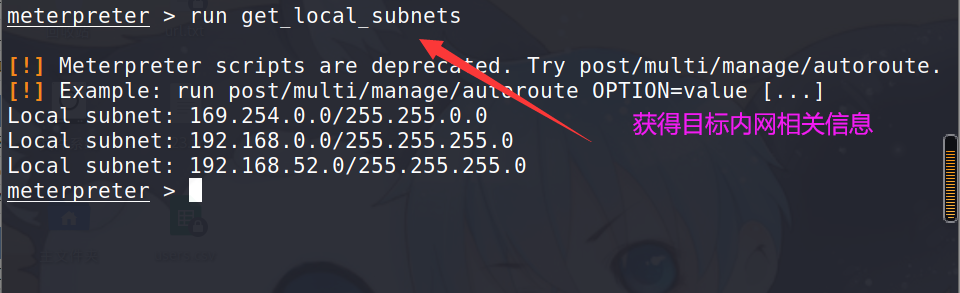 meterpreter > run get_local_subnets
[!] Meterpreter scripts are deprecated. Try post/multi/manage/autoroute.
[!] Example: run post/multi/manage/autoroute OPTION=value [...]
Local subnet: 169.254.0.0/255.255.0.0
获得目标内网相关信息
Local subnet: 192.168.0.0/255.255.255.0
Local subnet: 192.168.52.0/255.255.255.0
meterpreter >